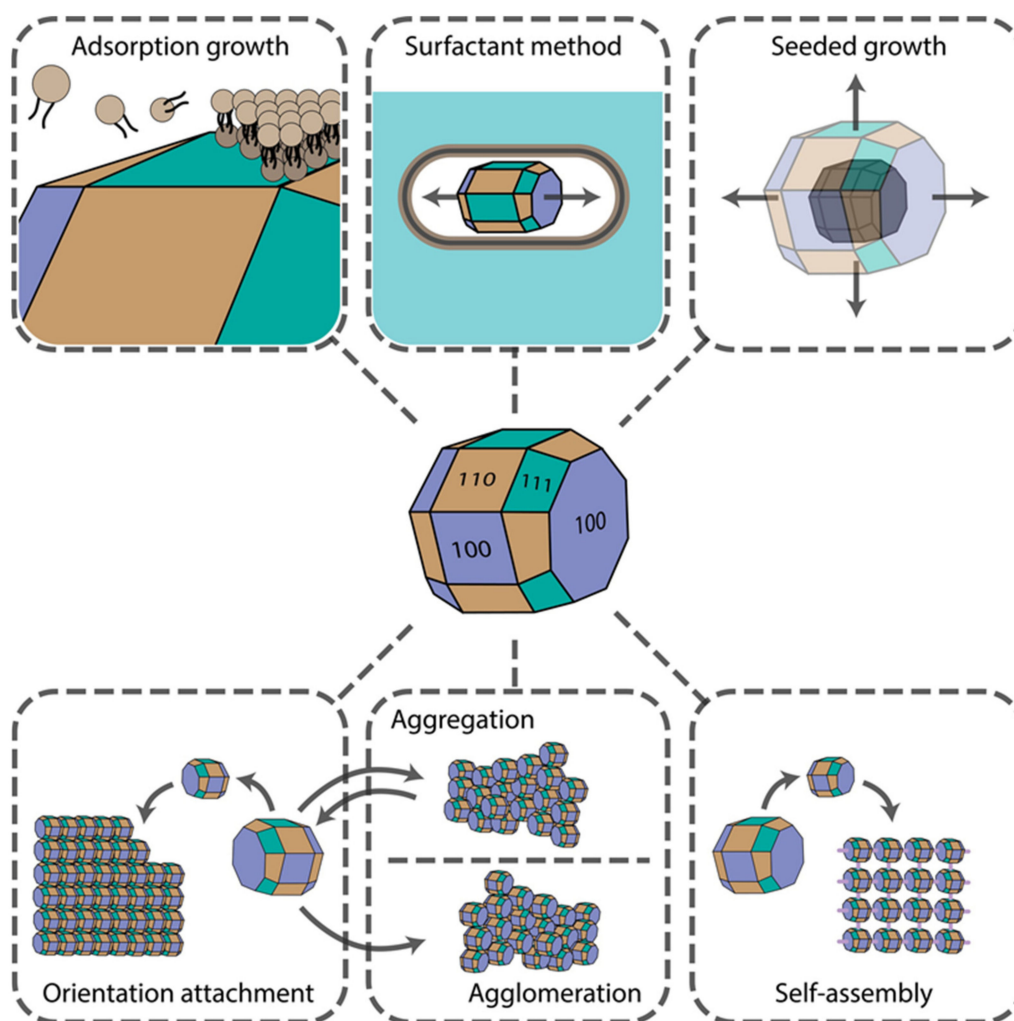 Adsorption growth
Surfactant method
Seeded growth
110
111
100
100
Aggregation
Orientation attachment
Agglomeration
Self-assembly